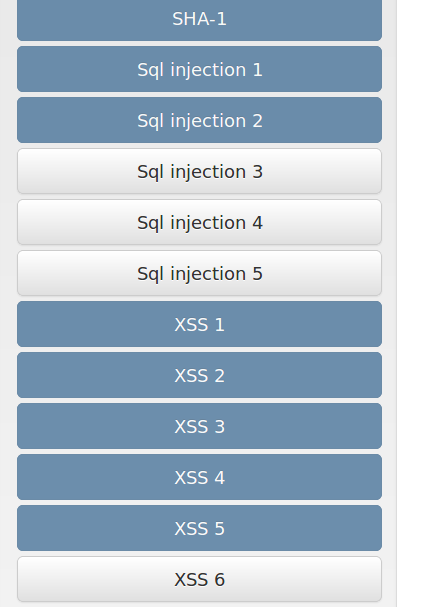 SHA-1
Sql injection 1
Sql injection 2
Sql injection 3
Sql injection 4
Sql injection 5
XSS 1
XSS 2
XSS 3
XSS 4
XSS 5
XSS 6